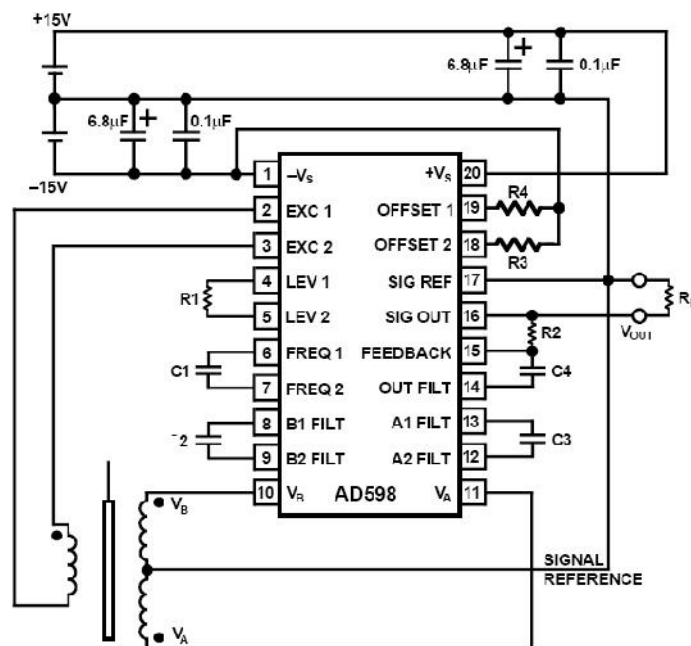 +15V
6.8µF + 0.1µF
6.8µF + 0.1µF
–15V
1 –VS +VS 20
R4
2 EXC 1 OFFSET 1 19
3 EXC 2 OFFSET 2 18
R3
4 LEV 1 SIG REF 17
R1
5 LEV 2 SIG OUT 16
R2 VOUT
6 FREQ 1 FEEDBACK 15
C1 C4
7 FREQ 2 OUT FILT 14
8 B1 FILT A1 FILT 13
C3
9 B2 FILT A2 FILT 12
10 VB AD598 VA 11
VB
SIGNAL
REFERENCE
VA